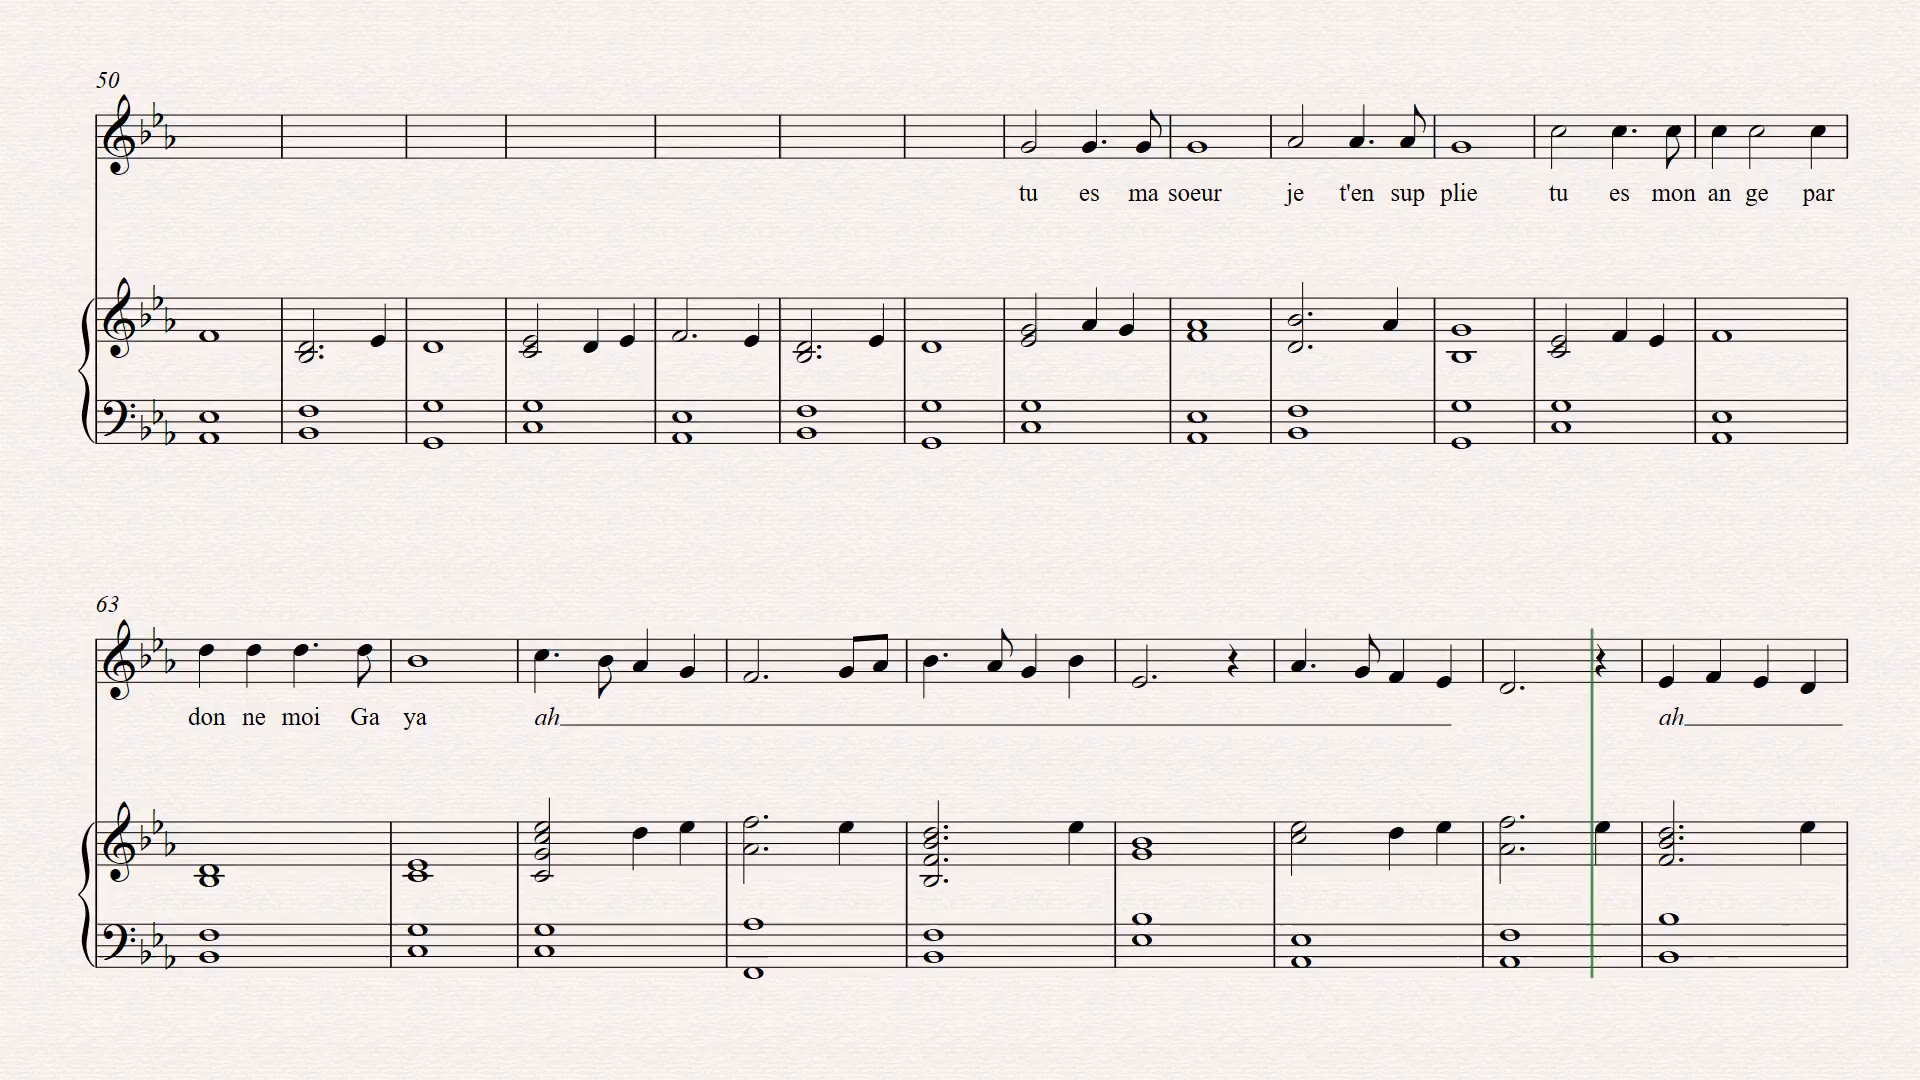 50
tu es ma soeur je t'en sup plie tu es mon an ge par
63
don ne moi Ga ya ah ah